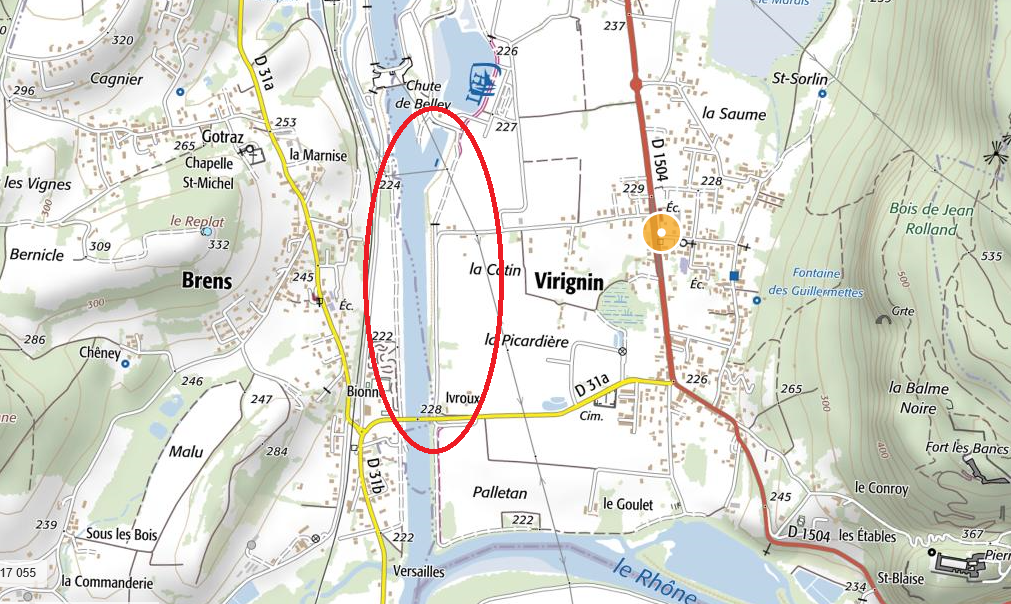 le Marais
237
320
D 31a
226
Cagnier
Chute
de Belley
St-Sorlin
296
la Saume
253
227
Gotraz
265
la Marnise
Chapelle
St-Michel
D 1504
les Vignes
224
229
228
300
Éc.
le Replat
Bois de Jean
Rolland
309
332
Bernicle
la Catin
535
Brens
245
Virignin
Fontaine
des Guillermettes
500
300
Éc.
Éc.
Grte
286
222
la Picardière
Chêney
246
D 31a
226
265
la Balme
Noire
247
Bionn
Ivroux
228
Cim.
300
400
Malu
284
Fort les Bancs
D 31b
Palletan
245
le Conroy
239
222
le Goulet
Sous les Bois
222
D 1504
les Étables
367
17 055
Versailles
le Rhône
Pierr
la Commanderie
St-Blaise
234